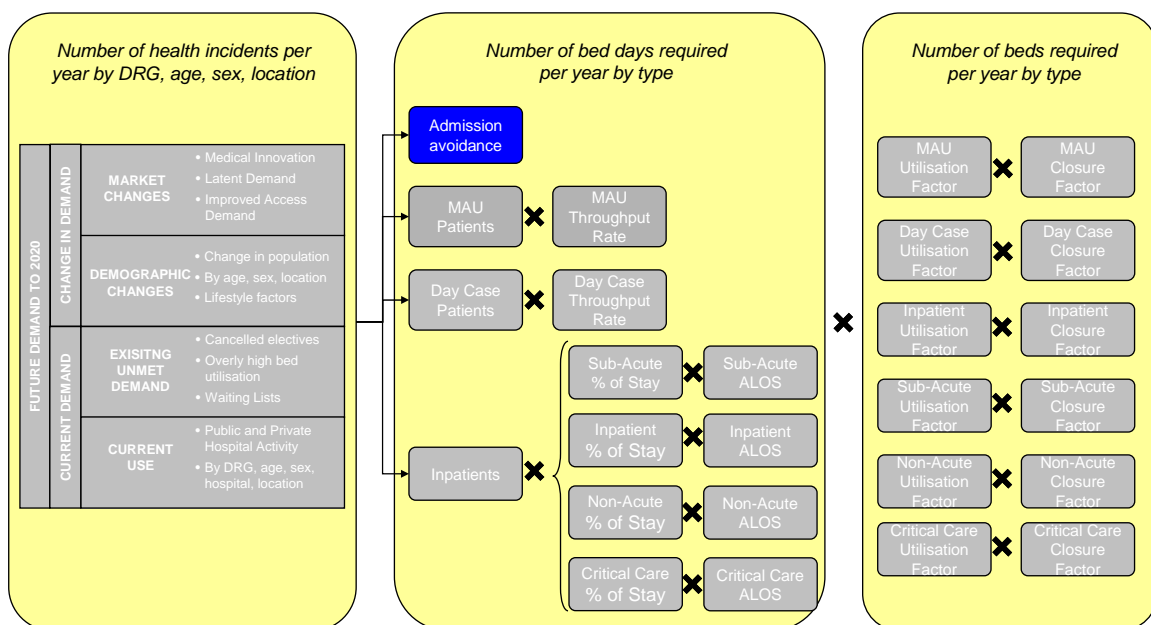 Number of health incidents per
year by DRG, age, sex, location
FUTURE DEMAND TO 2020
CHANGE IN DEMAND
MARKET
CHANGES
• Medical Innovation
• Latent Demand
• Improved Access
Demand
DEMOGRAPHIC
CHANGES
• Change in population
• By age, sex, location
• Lifestyle factors
CURRENT DEMAND
EXISITNG
UNMET
DEMAND
• Cancelled electives
• Overly high bed
utilisation
• Waiting Lists
CURRENT
USE
• Public and Private
Hospital Activity
• By DRG, age, sex,
hospital, location
Number of bed days required
per year by type
Admission
avoidance
MAU
Patients
MAU
Throughput
Rate
Day Case
Patients
Day Case
Throughput
Rate
Inpatients
Sub-Acute
% of Stay
Sub-Acute
ALOS
Inpatient
% of Stay
Inpatient
ALOS
Non-Acute
% of Stay
Non-Acute
ALOS
Critical Care
% of Stay
Critical Care
ALOS
Number of beds required
per year by type
MAU
Utilisation
Factor
MAU
Closure
Factor
Day Case
Utilisation
Factor
Day Case
Closure
Factor
Inpatient
Utilisation
Factor
Inpatient
Closure
Factor
Sub-Acute
Utilisation
Factor
Sub-Acute
Closure
Factor
Non-Acute
Utilisation
Factor
Non-Acute
Closure
Factor
Critical Care
Utilisation
Factor
Critical Care
Closure
Factor